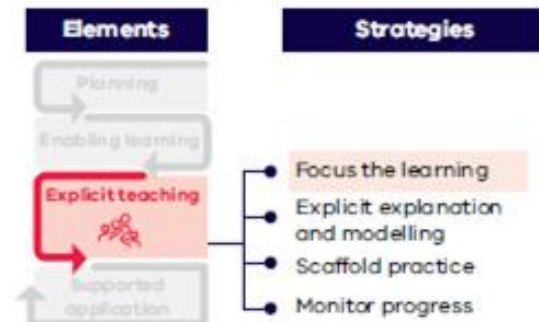 Elements
Strategies
Planning
Enabling learning
Explicit teaching
Supported
application
Focus the learning
Explicit explanation
and modelling
Scaffold practice
Monitor progress